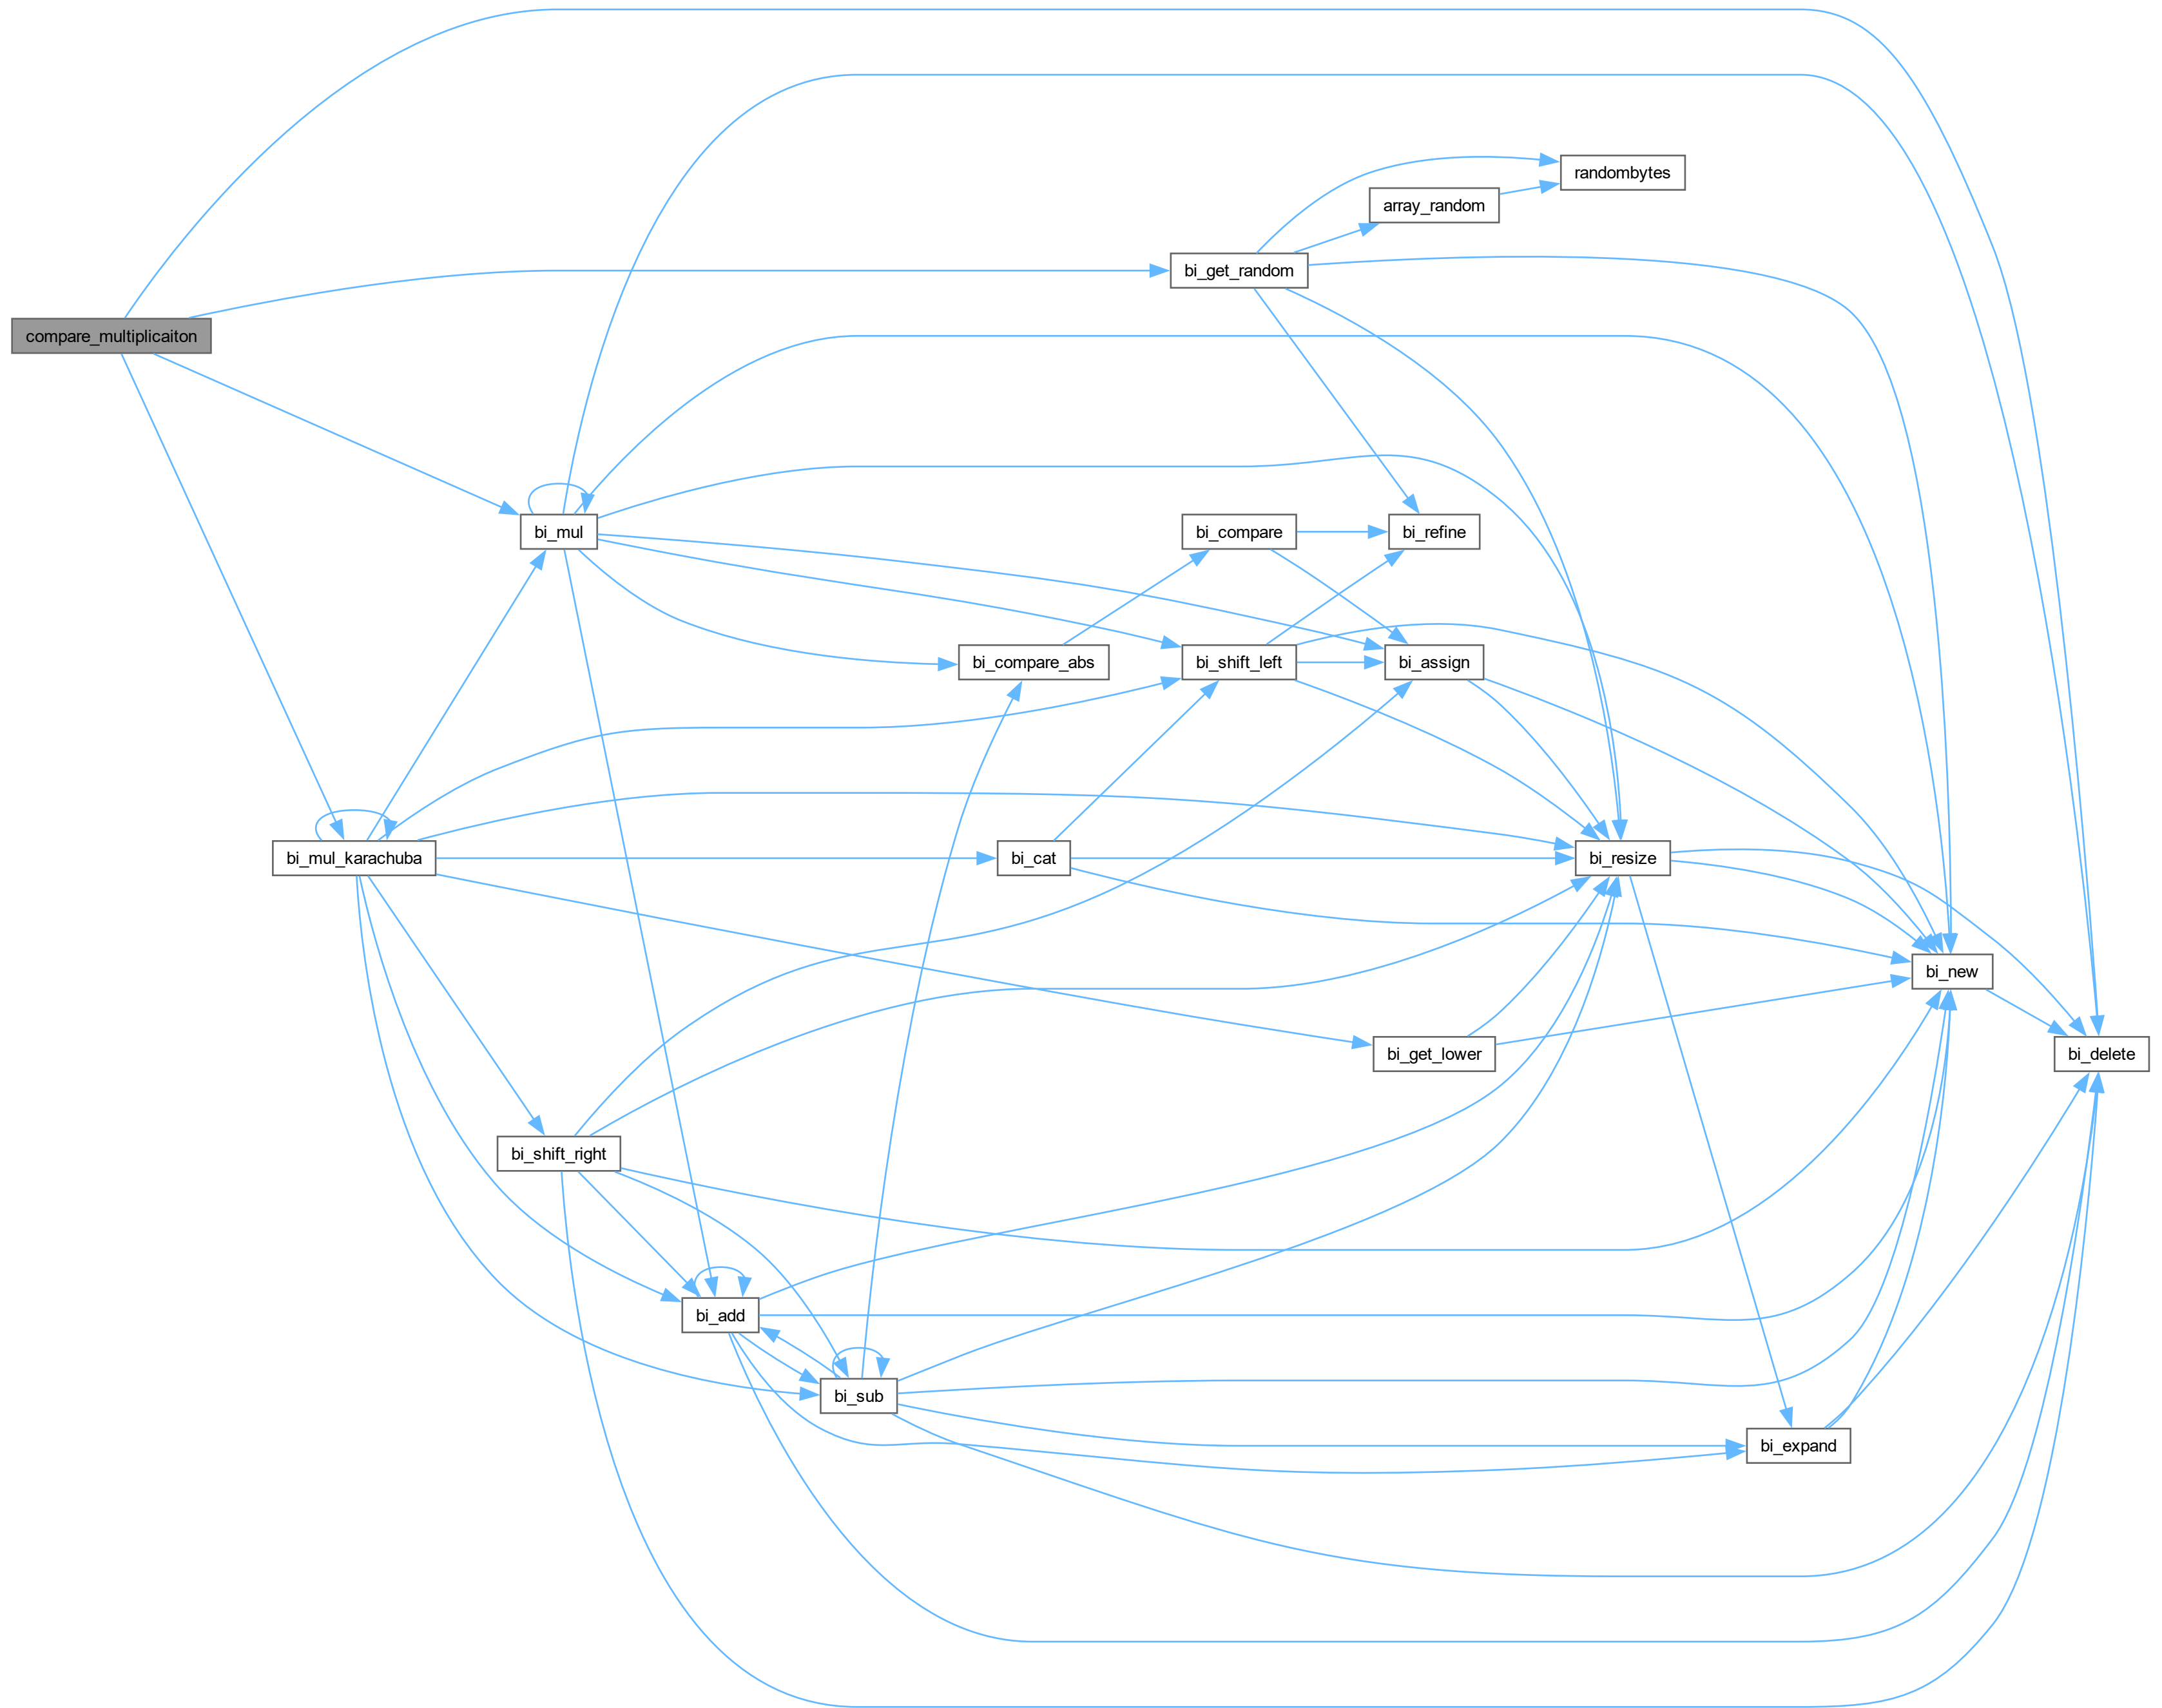 randombytes
array_random
bi_get_random
compare_multiplicaiton
bi_mul
bi_compare
bi_refine
bi_compare_abs
bi_shift_left
bi_assign
bi_mul_karachuba
bi_cat
bi_resize
bi_new
bi_get_lower
bi_delete
bi_shift_right
bi_add
bi_sub
bi_expand